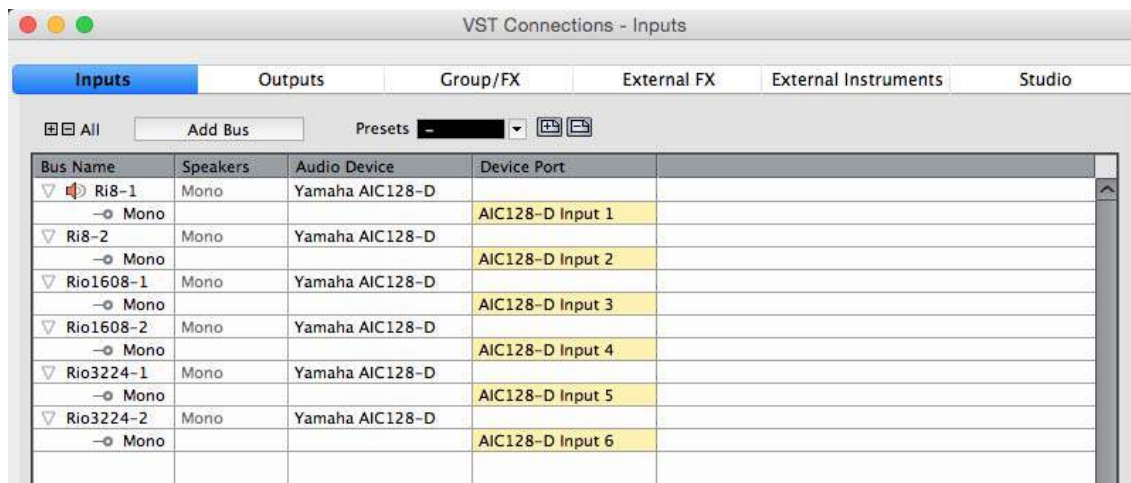 VST Connections - Inputs
Inputs Outputs Group/FX External FX External Instruments Studio
All Add Bus Presets -
Bus Name Speakers Audio Device Device Port
Ri8-1 Mono Yamaha AIC128-D
Mono AIC128-D Input 1
Ri8-2 Mono Yamaha AIC128-D
Mono AIC128-D Input 2
Rio1608-1 Mono Yamaha AIC128-D
Mono AIC128-D Input 3
Rio1608-2 Mono Yamaha AIC128-D
Mono AIC128-D Input 4
Rio3224-1 Mono Yamaha AIC128-D
Mono AIC128-D Input 5
Rio3224-2 Mono Yamaha AIC128-D
Mono AIC128-D Input 6